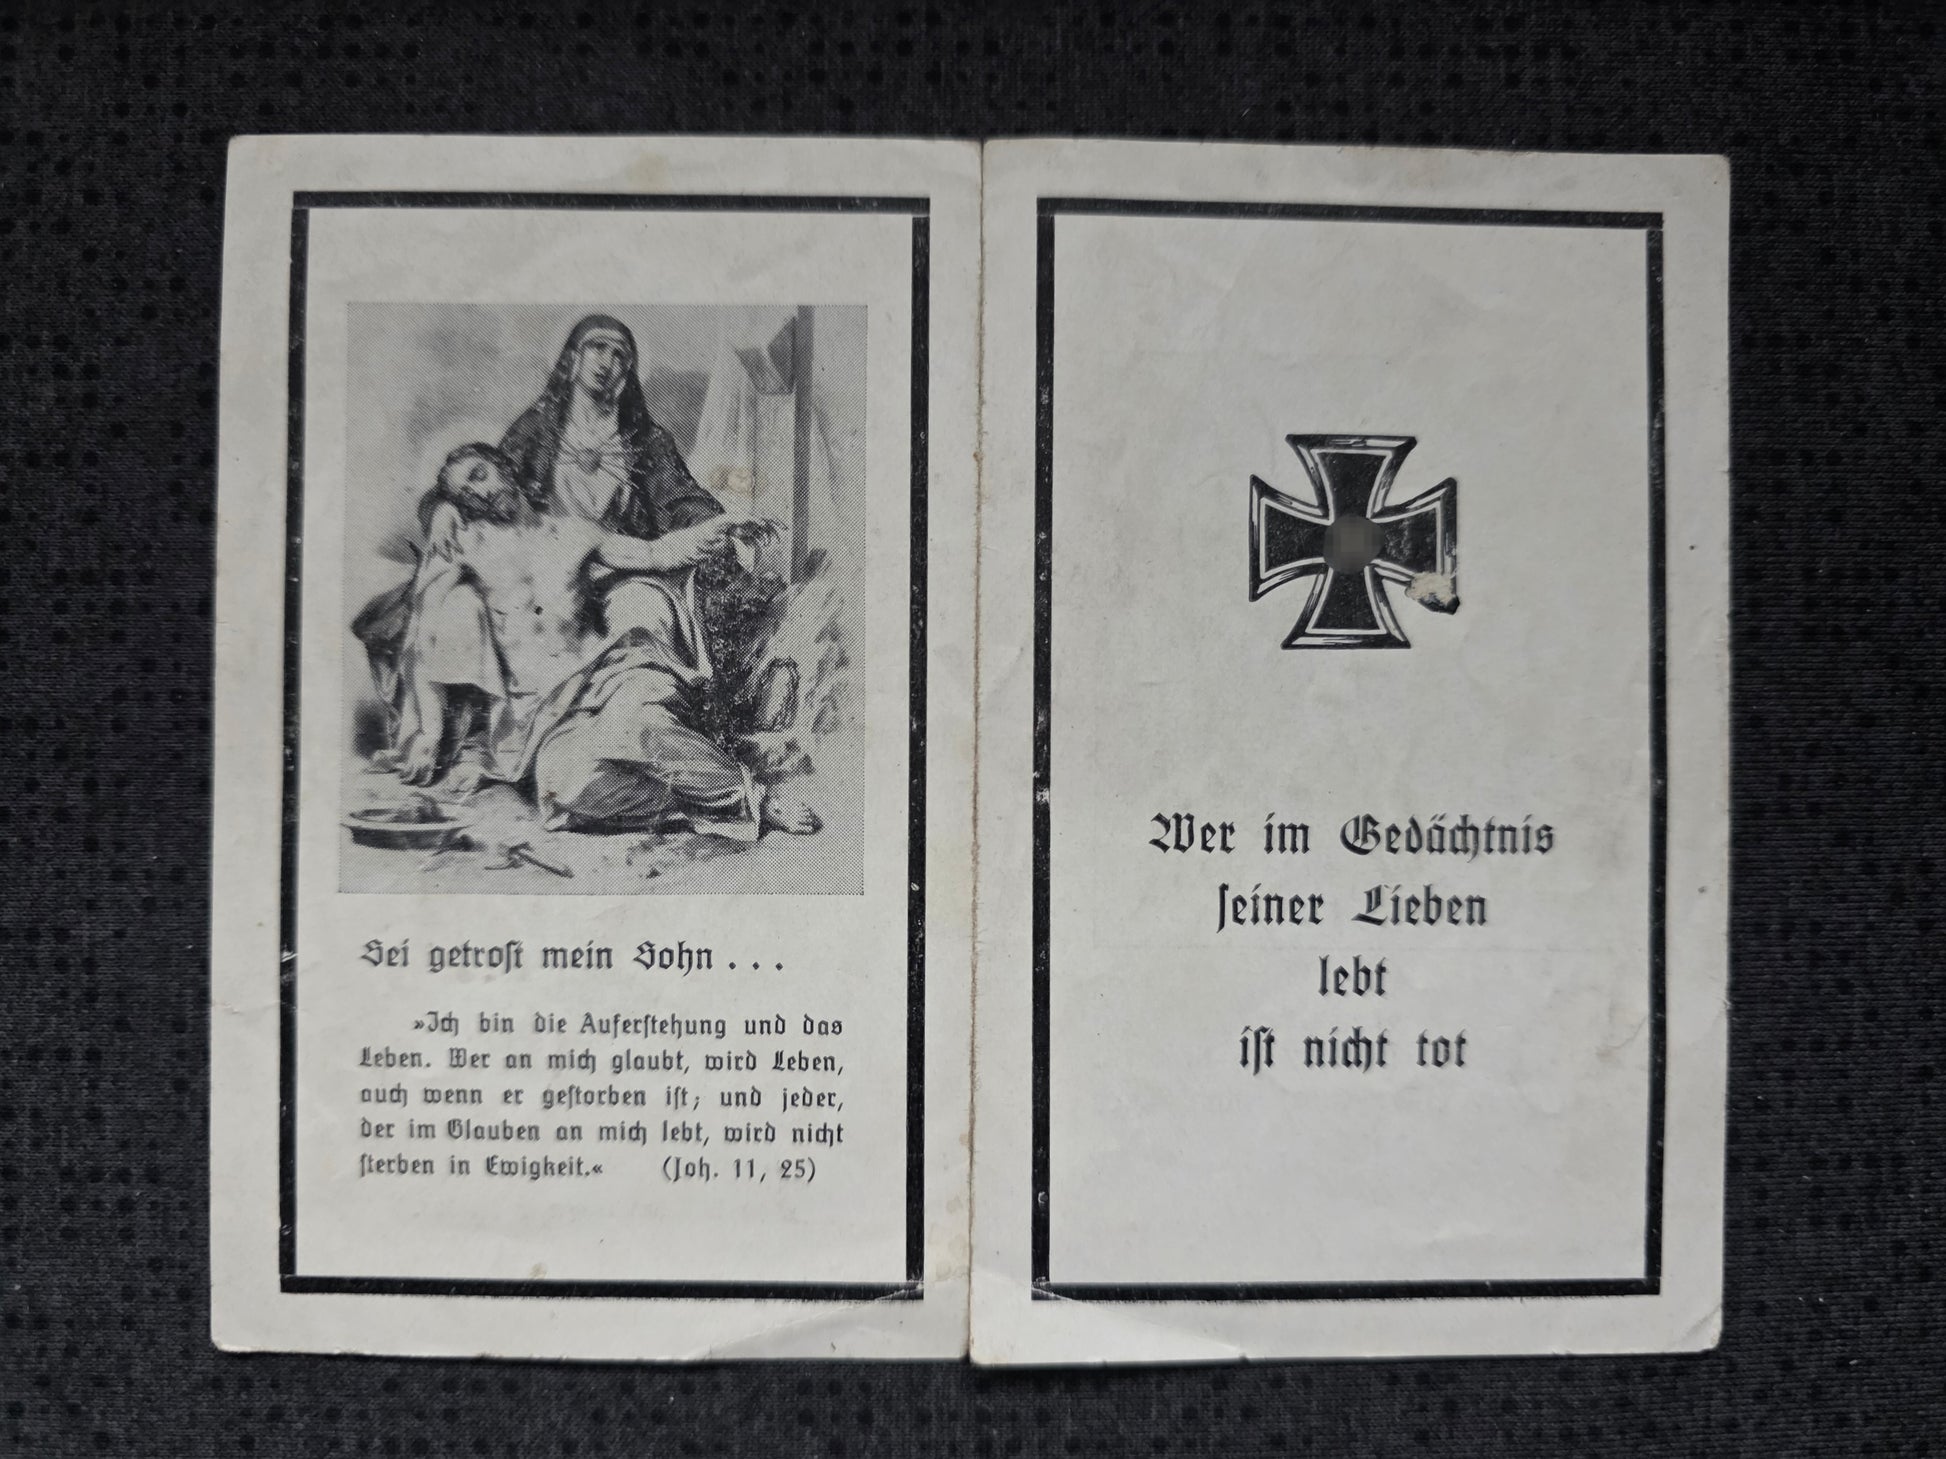 Sei getrost mein Sohn . . .
»Ich bin die Auferstehung und das
Leben. Wer an mich glaubt, wird Leben,
auch wenn er gestorben ist; und jeder,
der im Glauben an mich lebt, wird nicht
sterben in Ewigkeit.« (Joh. 11, 25)
Wer im Gedächtnis
seiner Lieben
lebt
ist nicht tot